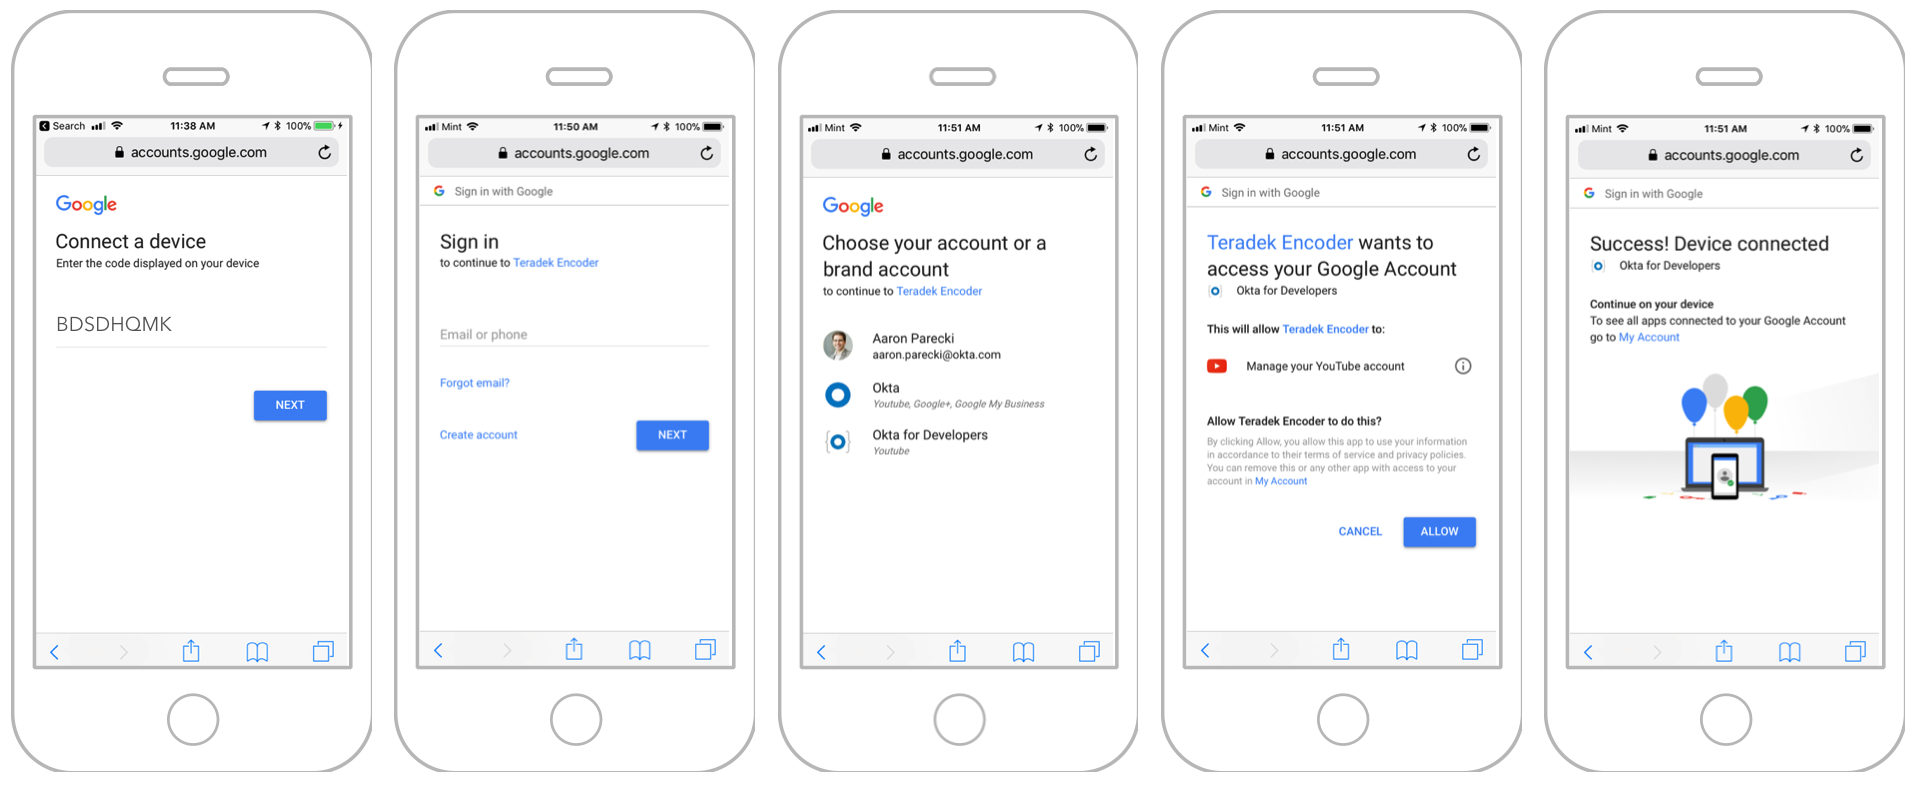 Search 11:38 AM 100%
accounts.google.com
Google
Connect a device
Enter the code displayed on your device
BDSDHQMK
NEXT
Mint 11:50 AM 100%
accounts.google.com
G Sign in with Google
Sign in
to continue to Teradek Encoder
Email or phone
Forgot email?
Create account NEXT
Mint 11:51 AM 100%
accounts.google.com
Google
Choose your account or a
brand account
to continue to Teradek Encoder
Aaron Parecki
aaron.parecki@okta.com
Okta
Youtube, Google+, Google My Business
Okta for Developers
Youtube
Mint 11:51 AM 100%
accounts.google.com
G Sign in with Google
Teradek Encoder wants to
access your Google Account
Okta for Developers
This will allow Teradek Encoder to:
Manage your YouTube account
Allow Teradek Encoder to do this?
By clicking Allow, you allow this app to use your information
in accordance to their terms of service and privacy policies.
You can remove this or any other app with access to your
account in My Account
CANCEL ALLOW
Mint 11:51 AM 100%
accounts.google.com
G Sign in with Google
Success! Device connected
Okta for Developers
Continue on your device
To see all apps connected to your Google Account
go to My Account